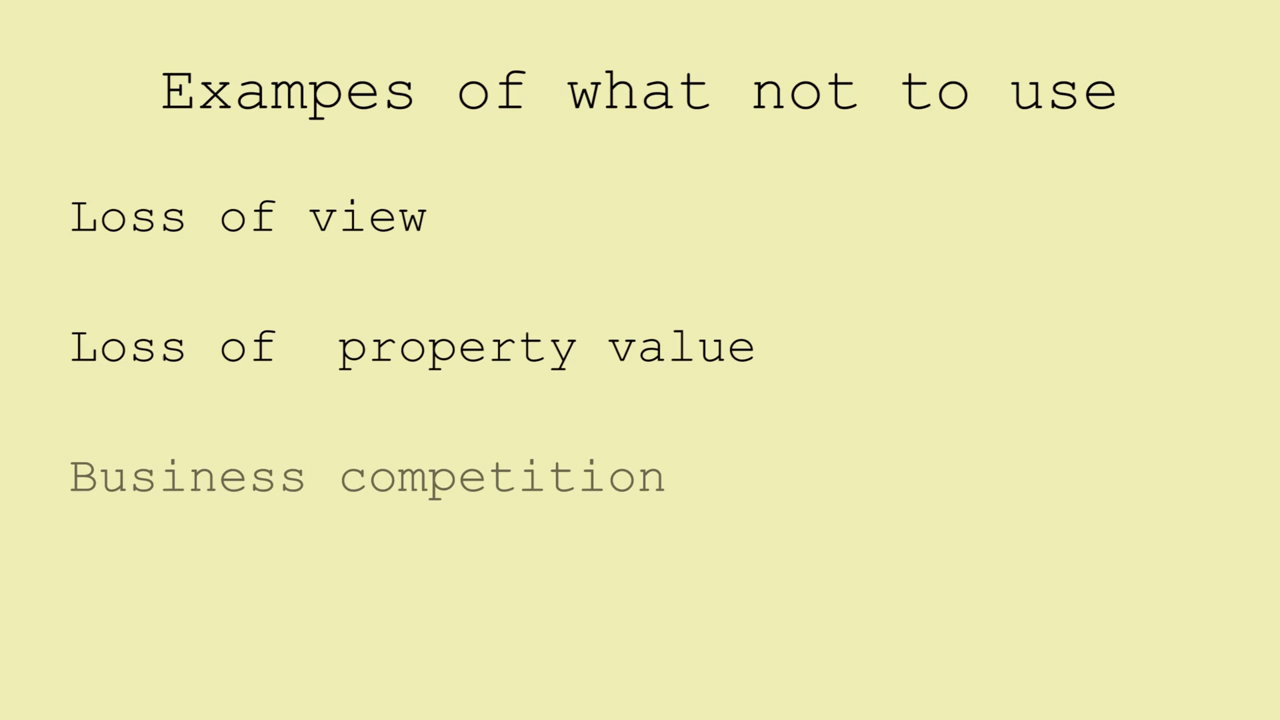 Exampes of what not to use
Loss of view
Loss of  property value
Business competition